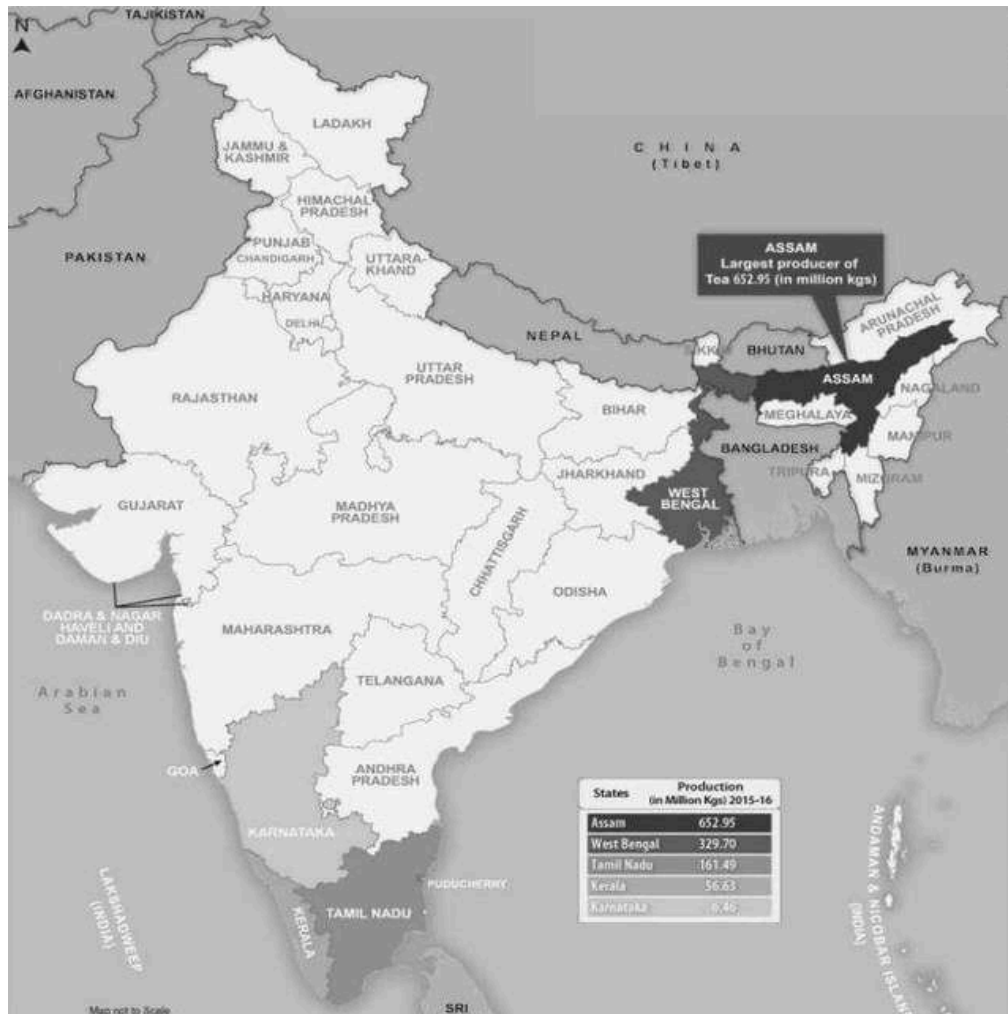 TAJIKISTAN
N
AFGHANISTAN
LADAKH
JAMMU &
KASHMIR
C H I N A
(Tibet)
HIMACHAL
PRADESH
PUNJAB
CHANDIGARH
PAKISTAN
UTTARA-
KHAND
ASSAM
Largest producer of
Tea 652.95 (in million kgs)
HARYANA
DELHI
ARUNACHAL
PRADESH
NEPAL
BHUTAN
UTTAR
PRADESH
ASSAM
RAJASTHAN
NAGALAND
BIHAR
MEGHALAYA
MANIPUR
BANGLADESH
JHARKHAND
TRIPURA
MIZORAM
GUJARAT
MADHYA
PRADESH
WEST
BENGAL
CHHATTISGARH
MYANMAR
(Burma)
ODISHA
DADRA & NAGAR
HAVELI AND
DAMAN & DIU
MAHARASHTRA
Bay
of
Bengal
Arabian
Sea
TELANGANA
GOA
ANDHRA
PRADESH
States Production
(in Million Kgs) 2015-16
Assam 652.95
West Bengal 329.70
Tamil Nadu 161.49
Kerala 56.63
Karnataka 6.46
KARNATAKA
PUDUCHERRY
TAMIL NADU
KERALA
LAKSHADWEEP
(INDIA)
ANDAMAN & NICOBAR
(INDIA)
SRI
Map not to Scale